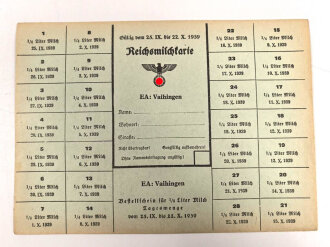 1
¼ Liter Milch
25. IX. 1939
8
¼ Liter Milch
2. X. 1939
2
¼ Liter Milch
26. IX. 1939
9
¼ Liter Milch
3. X. 1939
3
¼ Liter Milch
27. IX. 1939
10
¼ Liter Milch
4. X. 1939
4
¼ Liter Milch
28. IX. 1939
11
¼ Liter Milch
5. X. 1939
5
¼ Liter Milch
29. IX. 1939
12
¼ Liter Milch
6. X. 1939
6
¼ Liter Milch
30. IX. 1939
13
¼ Liter Milch
7. X. 1939
7
¼ Liter Milch
1. X. 1939
14
¼ Liter Milch
8. X. 1939
Gültig vom 25. IX. bis 22. X. 1939
Reichsmilchkarte
EA: Vaihingen
Name:
Wohnort:
Straße:
Nicht übertragbar! Sorgfältig aufbewahren!
Ohne Namenseintragung ungültig!
EA: Vaihingen
Bestellschein für ¼ Liter Milch
Tagesmenge
vom 25. IX. bis 22. X. 1939
22
¼ Liter Milch
16. X. 1939
15
¼ Liter Milch
9. X. 1939
23
¼ Liter Milch
17. X. 1939
16
¼ Liter Milch
10. X. 1939
24
¼ Liter Milch
18. X. 1939
17
¼ Liter Milch
11. X. 1939
25
¼ Liter Milch
19. X. 1939
18
¼ Liter Milch
12. X. 1939
26
¼ Liter Milch
20. X. 1939
19
¼ Liter Milch
13. X. 1939
27
¼ Liter Milch
21. X. 1939
20
¼ Liter Milch
14. X. 1939
28
¼ Liter Milch
22. X. 1939
21
¼ Liter Milch
15. X. 1939